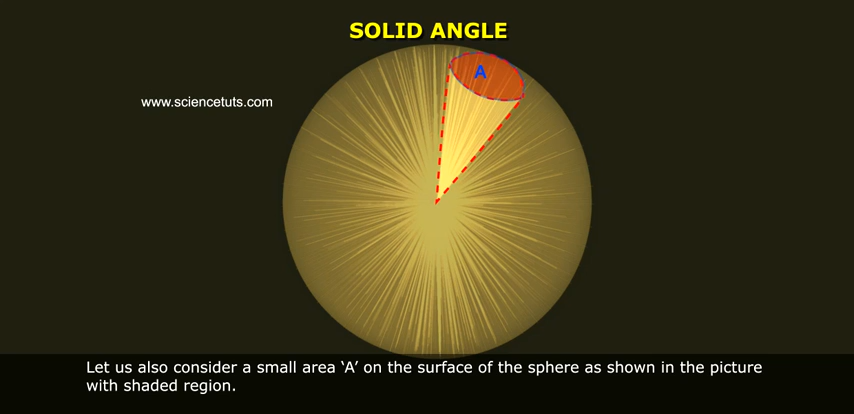 SOLID ANGLE
A
www.sciencetuts.com
Let us also consider a small area ‘A’ on the surface of the sphere as shown in the picture
with shaded region.